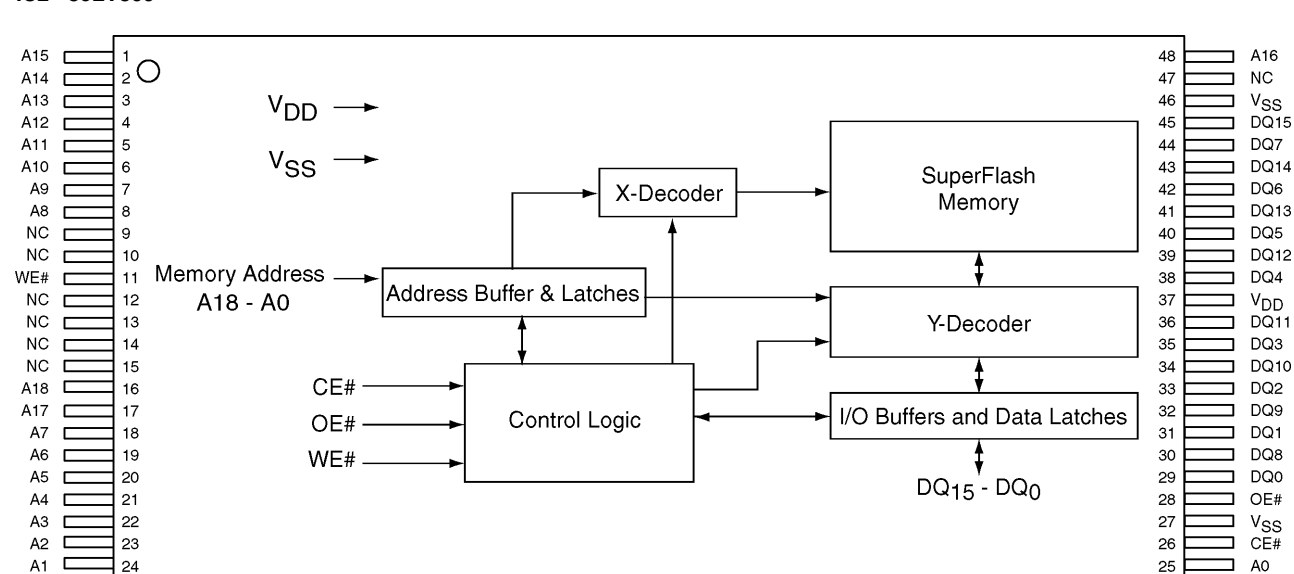 A15 1
A14 2
A13 3
A12 4
A11 5
A10 6
A9 7
A8 8
NC 9
NC 10
WE# 11
NC 12
NC 13
NC 14
NC 15
A18 16
A17 17
A7 18
A6 19
A5 20
A4 21
A3 22
A2 23
A1 24
VDD
VSS
Memory Address
A18 - A0
CE#
OE#
WE#
X-Decoder
Address Buffer & Latches
Control Logic
SuperFlash
Memory
Y-Decoder
I/O Buffers and Data Latches
DQ15 - DQ0
48 A16
47 NC
46 VSS
45 DQ15
44 DQ7
43 DQ14
42 DQ6
41 DQ13
40 DQ5
39 DQ12
38 DQ4
37 VDD
36 DQ11
35 DQ3
34 DQ10
33 DQ2
32 DQ9
31 DQ1
30 DQ8
29 DQ0
28 OE#
27 VSS
26 CE#
25 A0